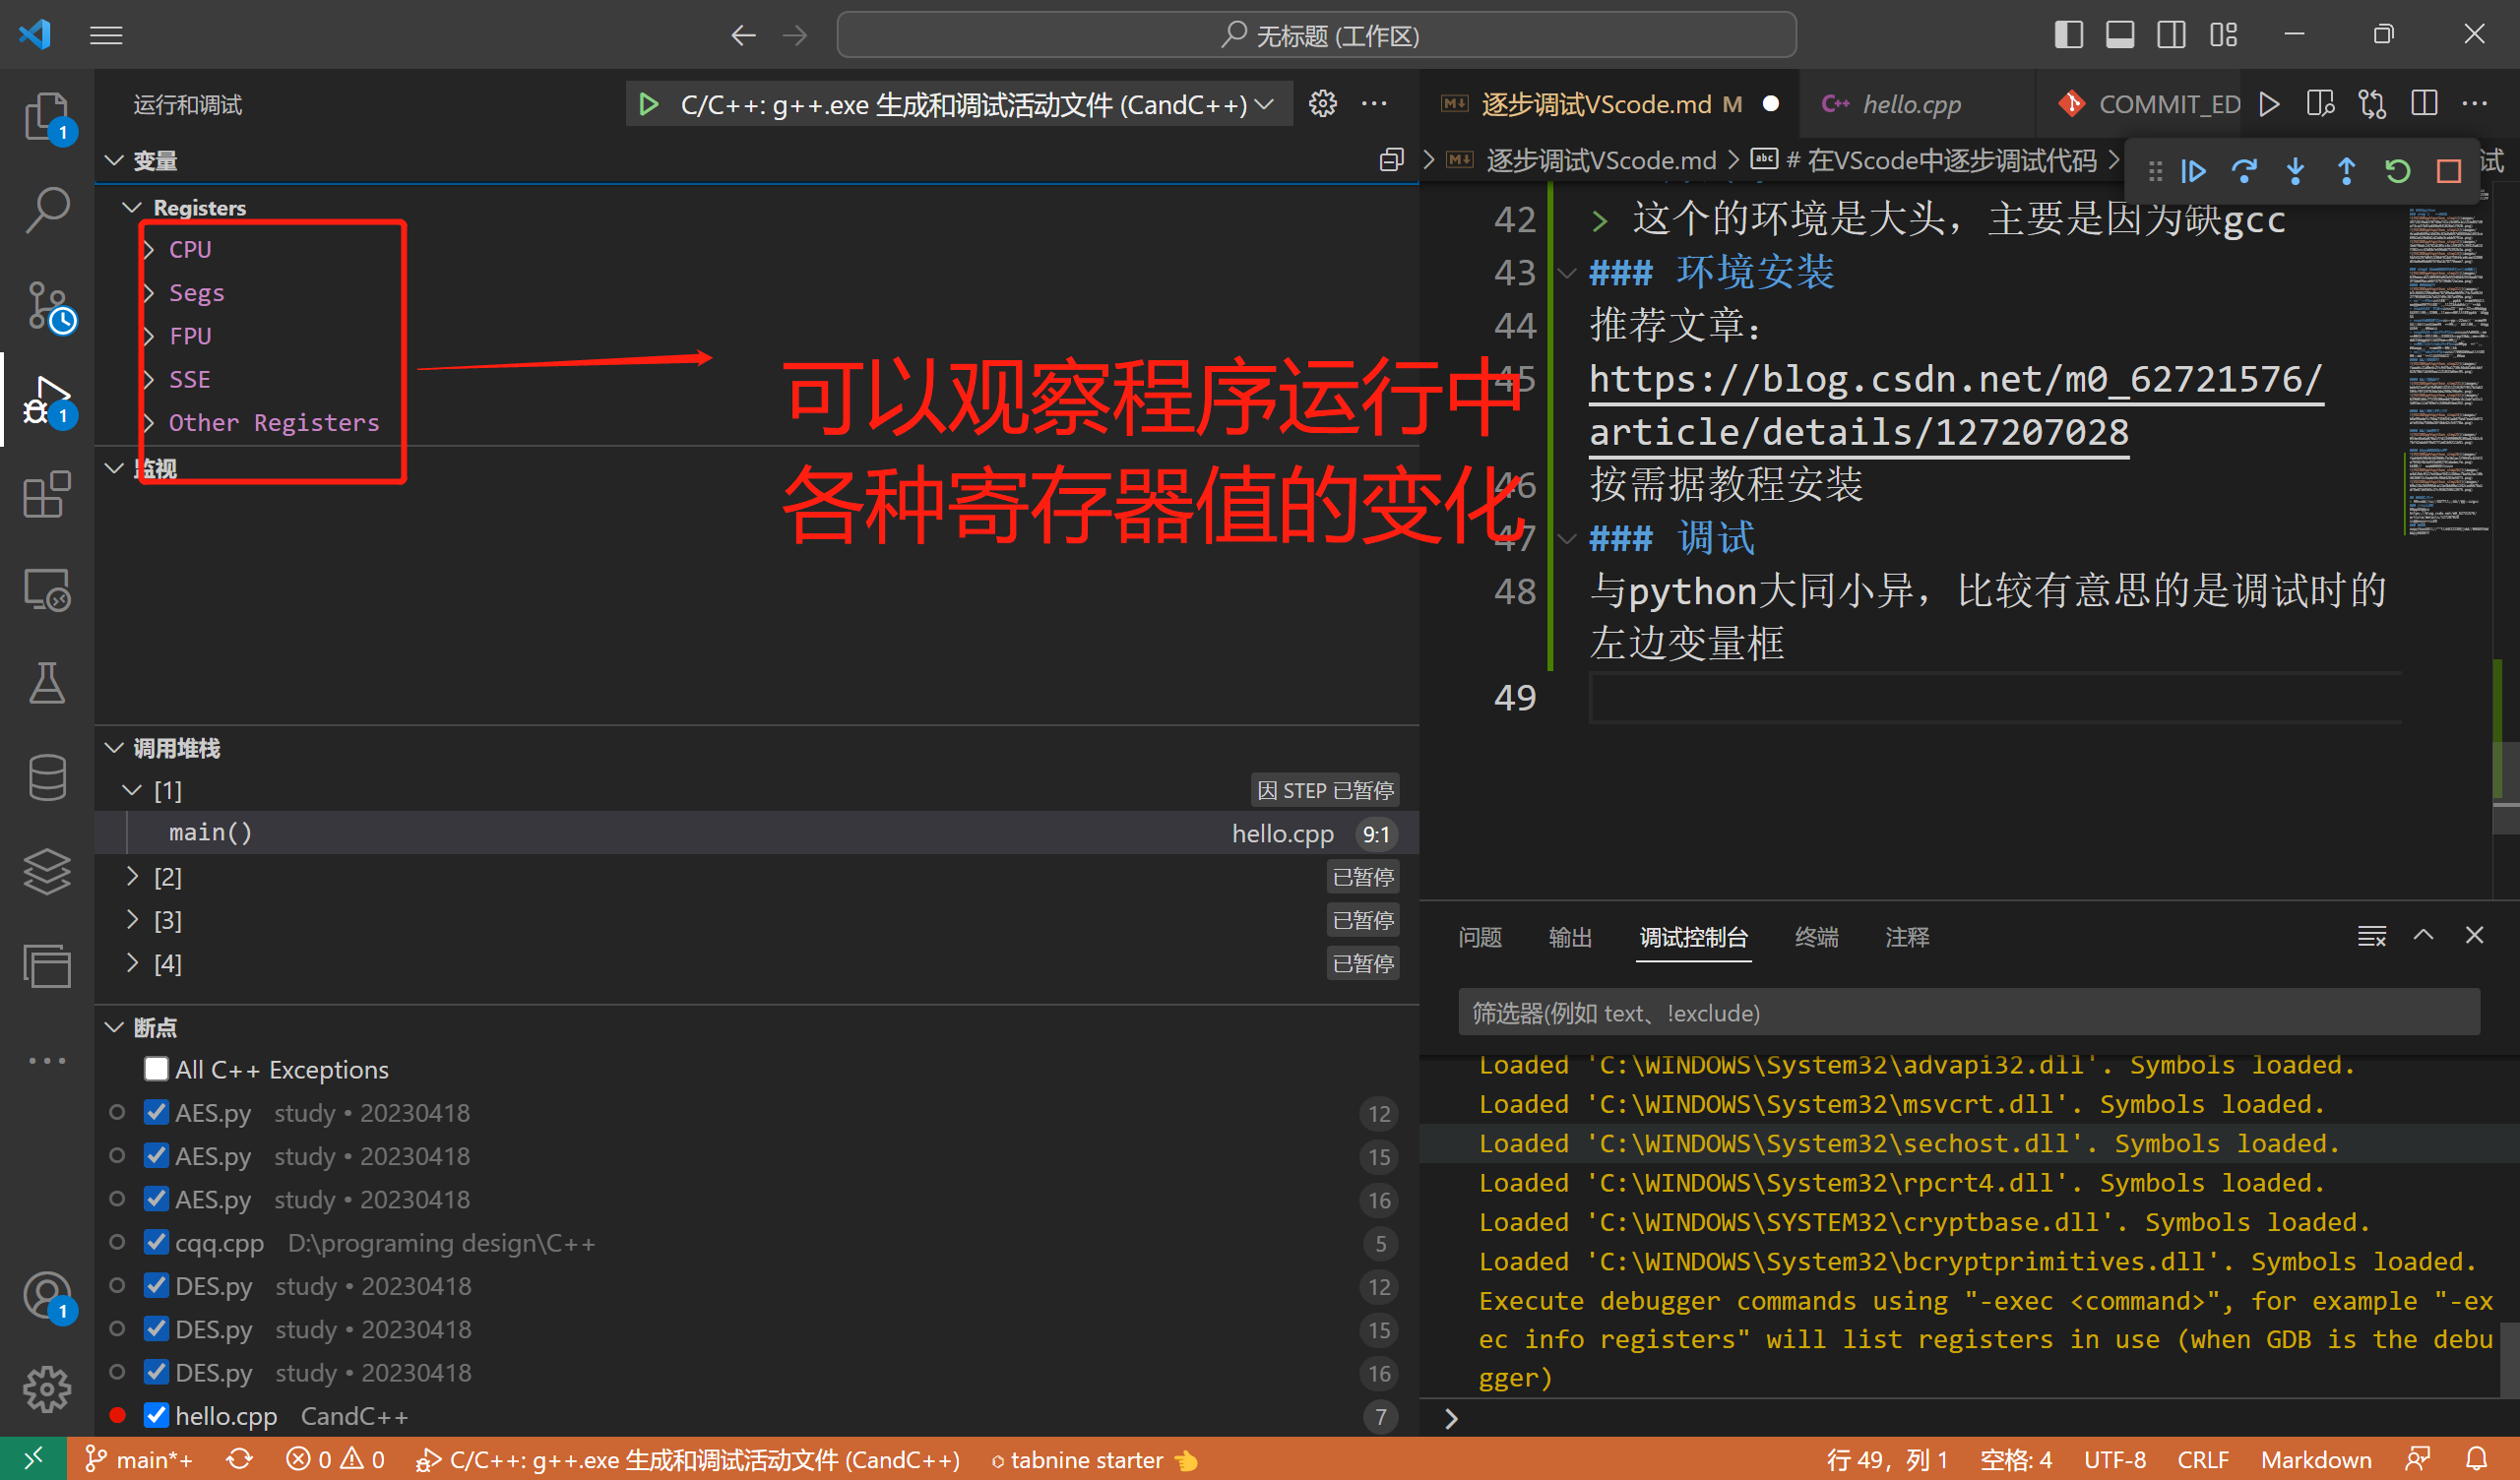 无标题 (工作区)
运行和调试
C/C++: g++.exe 生成和调试活动文件 (CandC++)
变量
Registers
CPU
Segs
FPU
SSE
Other Registers
可以观察程序运行中
各种寄存器值的变化
监视
调用堆栈
[1] 因 STEP 已暂停
main() hello.cpp 9:1
[2] 已暂停
[3] 已暂停
[4] 已暂停
断点
All C++ Exceptions
AES.py study • 20230418 12
AES.py study • 20230418 15
AES.py study • 20230418 16
cqq.cpp D:\programing design\C++ 5
DES.py study • 20230418 12
DES.py study • 20230418 15
DES.py study • 20230418 16
hello.cpp CandC++ 7
逐步调试VScode.md M
hello.cpp
COMMIT_ED
逐步调试VScode.md > # 在VScode中逐步调试代码 > 试
42 > 这个的环境是大头，主要是因为缺gcc
43 ### 环境安装
44 推荐文章：
45 https://blog.csdn.net/m0_62721576/
article/details/127207028
46 按需据教程安装
47 ### 调试
48 与python大同小异，比较有意思的是调试时的
左边变量框
49
问题 输出 调试控制台 终端 注释
筛选器(例如 text、!exclude)
Loaded 'C:\WINDOWS\System32\advapi32.dll'. Symbols loaded.
Loaded 'C:\WINDOWS\System32\msvcrt.dll'. Symbols loaded.
Loaded 'C:\WINDOWS\System32\sechost.dll'. Symbols loaded.
Loaded 'C:\WINDOWS\System32\rpcrt4.dll'. Symbols loaded.
Loaded 'C:\WINDOWS\SYSTEM32\cryptbase.dll'. Symbols loaded.
Loaded 'C:\WINDOWS\System32\bcryptprimitives.dll'. Symbols loaded.
Execute debugger commands using "-exec <command>", for example "-ex
ec info registers" will list registers in use (when GDB is the debu
gger)
main*+ 0 0 C/C++: g++.exe 生成和调试活动文件 (CandC++) tabnine starter 行 49，列 1 空格: 4 UTF-8 CRLF Markdown